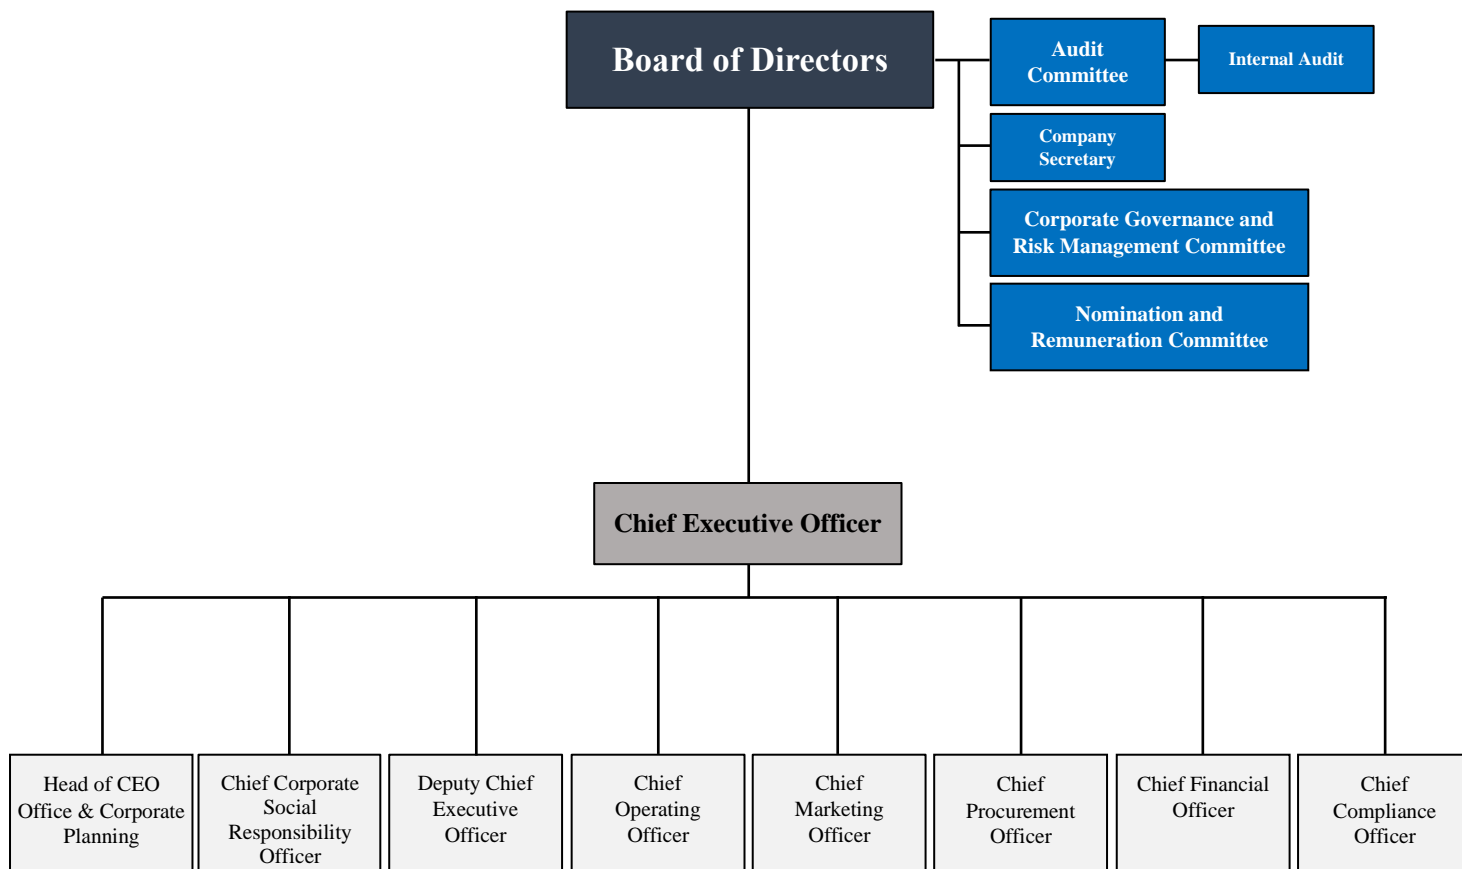 Board of Directors
Audit
Committee
Internal Audit
Company
Secretary
Corporate Governance and
Risk Management Committee
Nomination and
Remuneration Committee
Chief Executive Officer
Head of CEO
Office & Corporate
Planning
Chief Corporate
Social
Responsibility
Officer
Deputy Chief
Executive
Officer
Chief
Operating
Officer
Chief
Marketing
Officer
Chief
Procurement
Officer
Chief Financial
Officer
Chief
Compliance
Officer